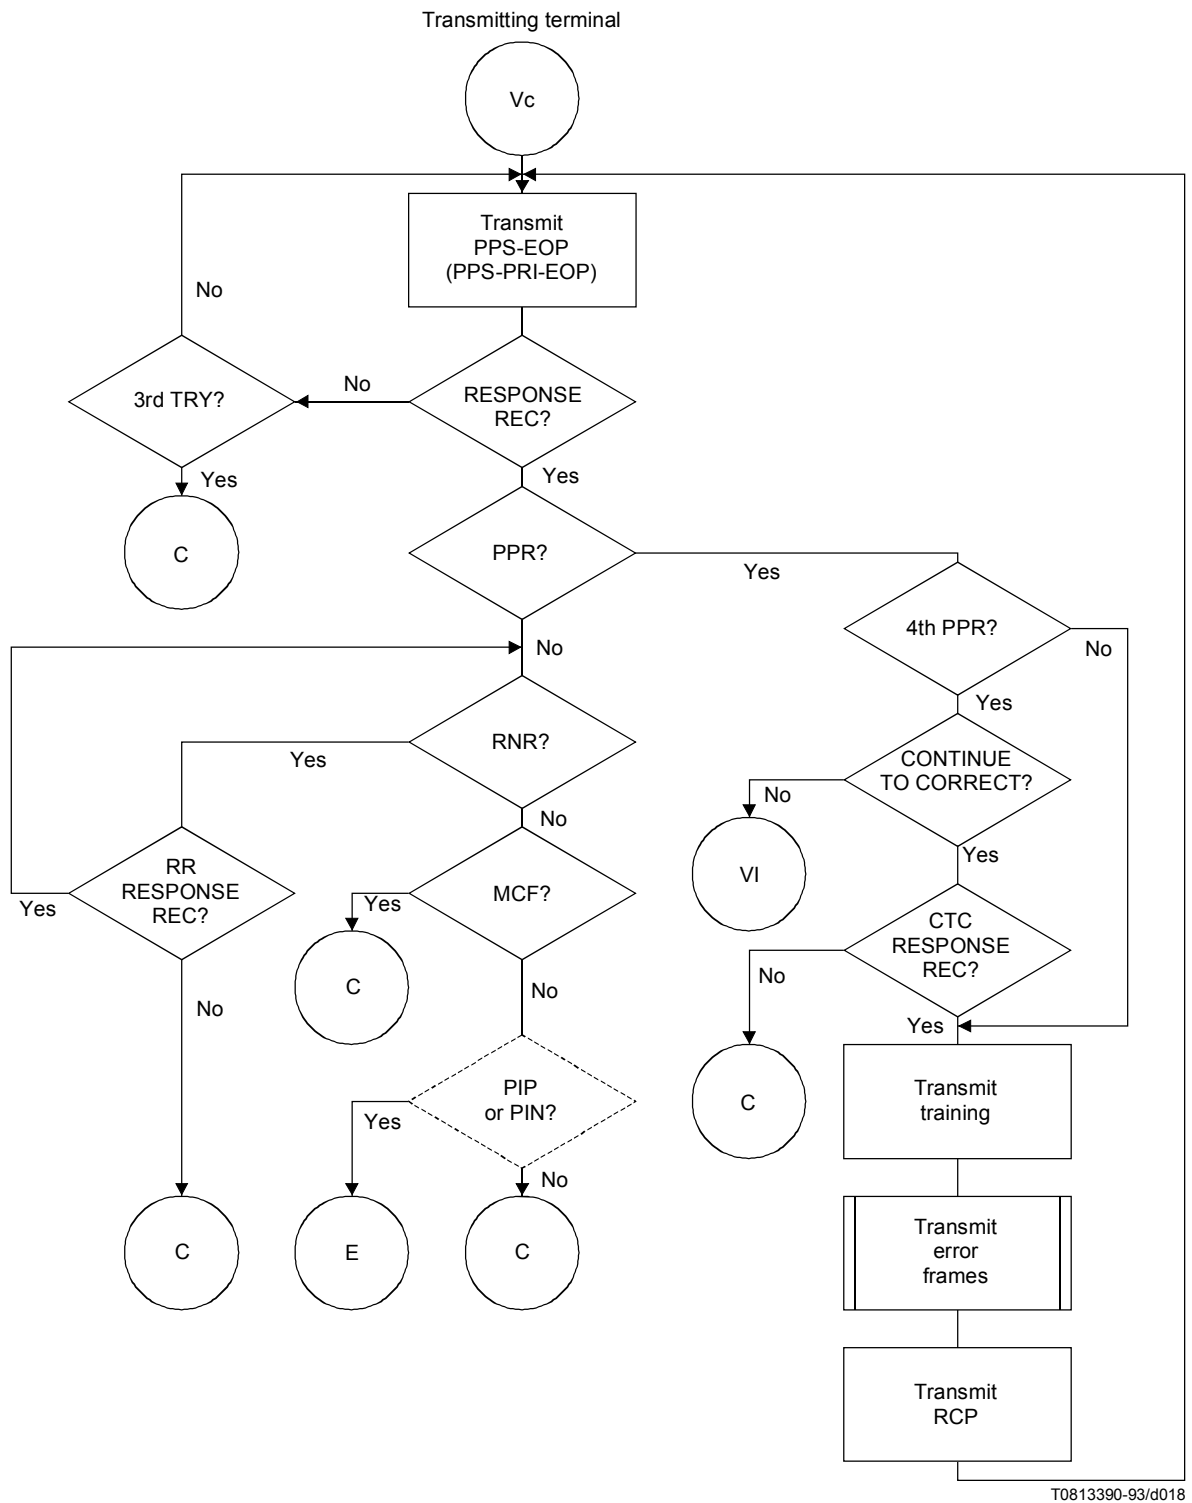 Transmitting terminal
Vc
Transmit
PPS-EOP
(PPS-PRI-EOP)
No
3rd TRY?
No
RESPONSE
REC?
Yes
Yes
C
PPR?
Yes
4th PPR?
No
No
Yes
RNR?
Yes
CONTINUE
TO CORRECT?
No
No
Yes
VI
RR
RESPONSE
REC?
Yes
MCF?
Yes
C
No
No
CTC
RESPONSE
REC?
No
Yes
C
Transmit
training
PIP
or PIN?
Yes
No
C
E
C
Transmit
error
frames
Transmit
RCP
T0813390-93/d018